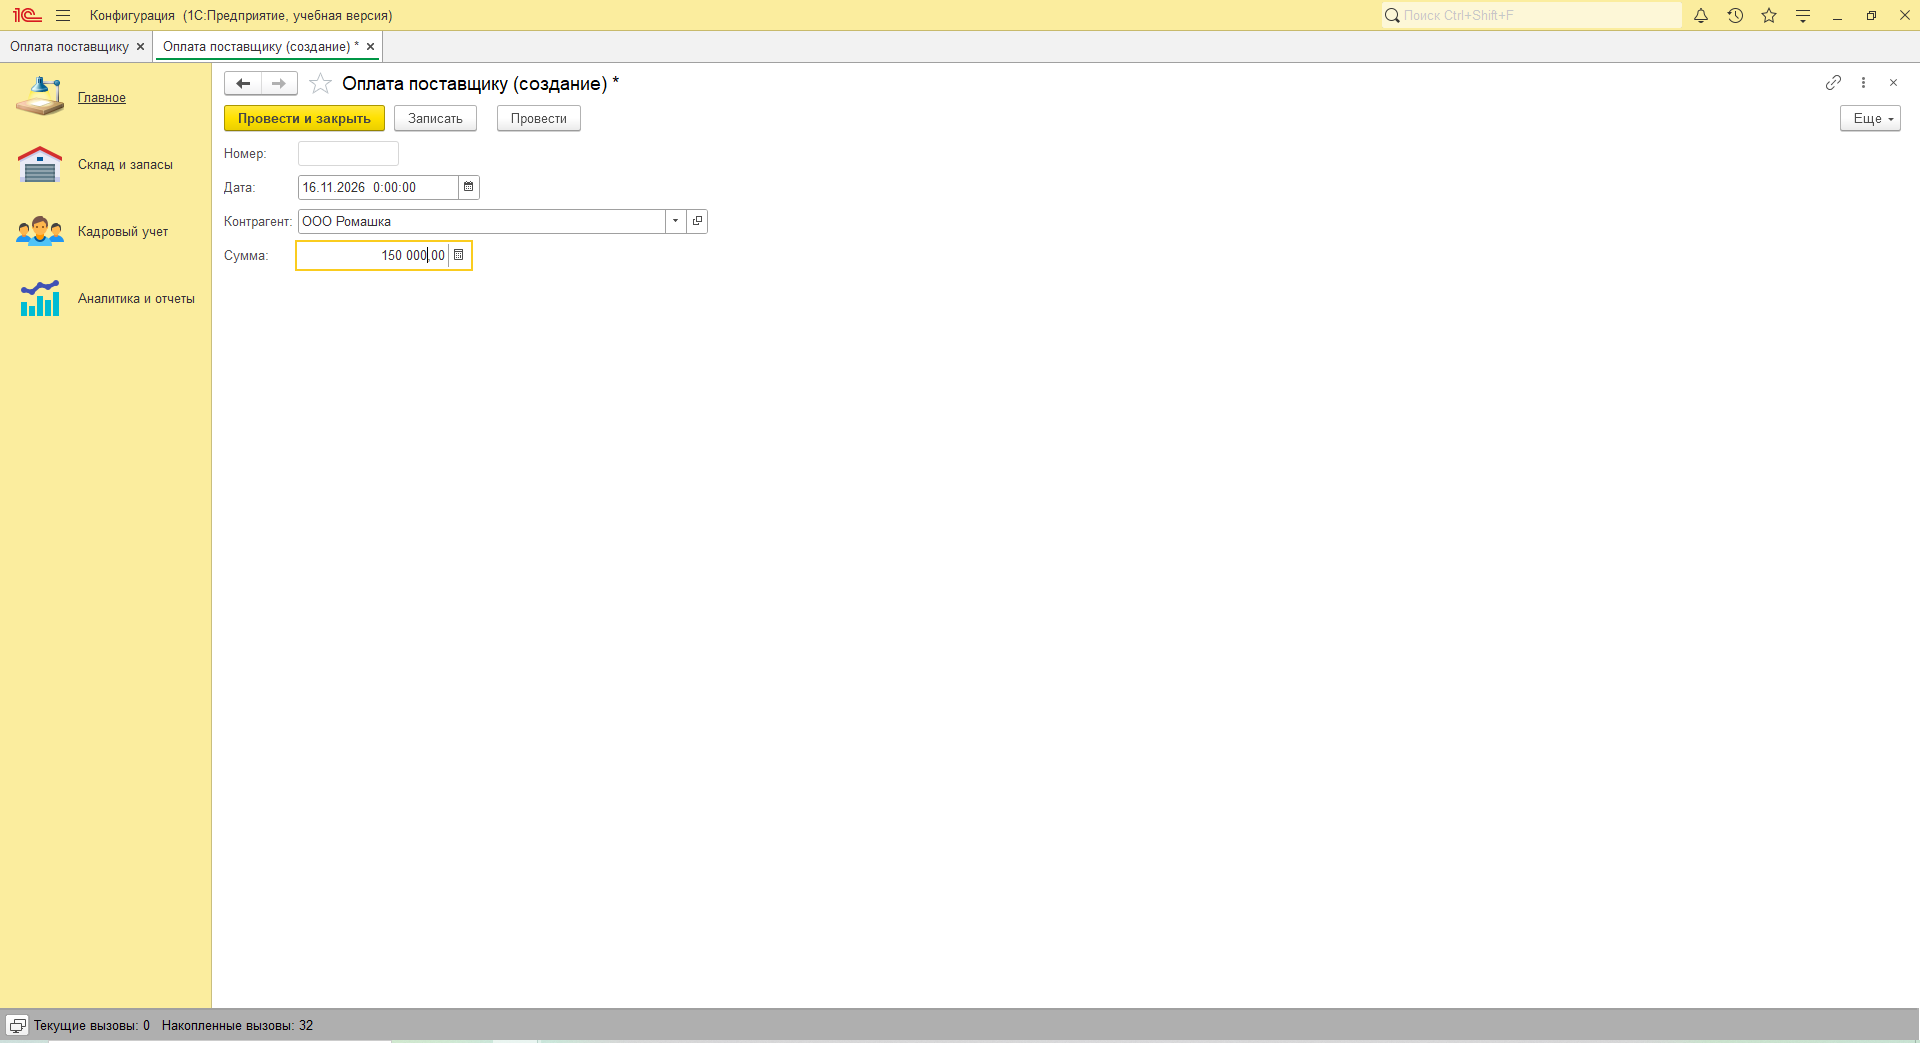 1С Конфигурация (1С:Предприятие, учебная версия) Поиск Ctrl+Shift+F
Оплата поставщику Оплата поставщику (создание) *
Главное
Склад и запасы
Кадровый учет
Аналитика и отчеты
Оплата поставщику (создание) *
Провести и закрыть Записать Провести Еще
Номер:
Дата: 16.11.2026 0:00:00
Контрагент: ООО Ромашка
Сумма: 150 000,00
Текущие вызовы: 0 Накопленные вызовы: 32